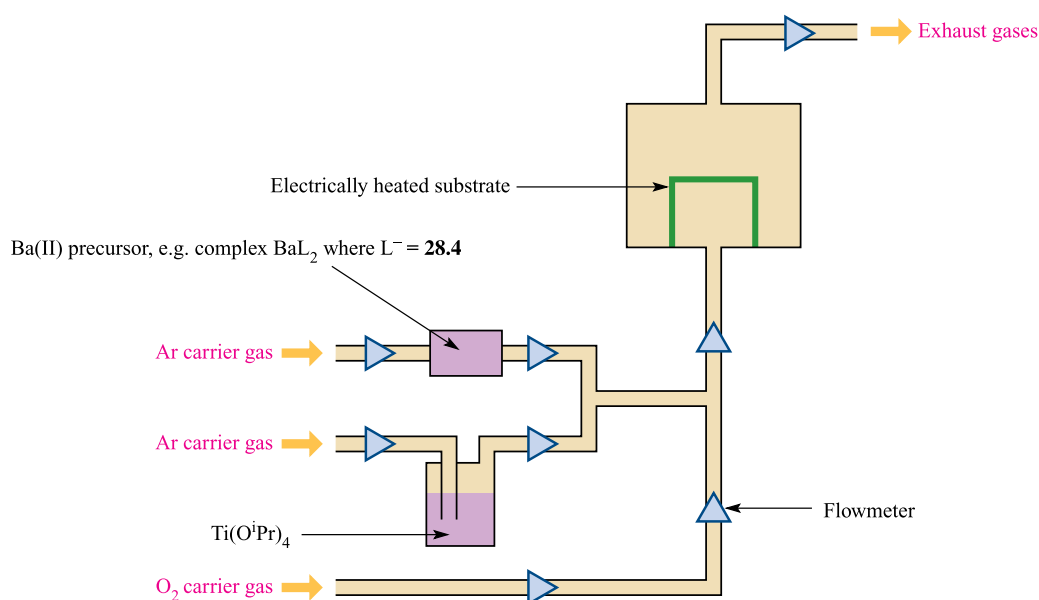 Exhaust gases
Electrically heated substrate
Ba(II) precursor, e.g. complex BaL₂ where L⁻ = 28.4
Ar carrier gas
Ar carrier gas
Flowmeter
Ti(OⁱPr)₄
O₂ carrier gas